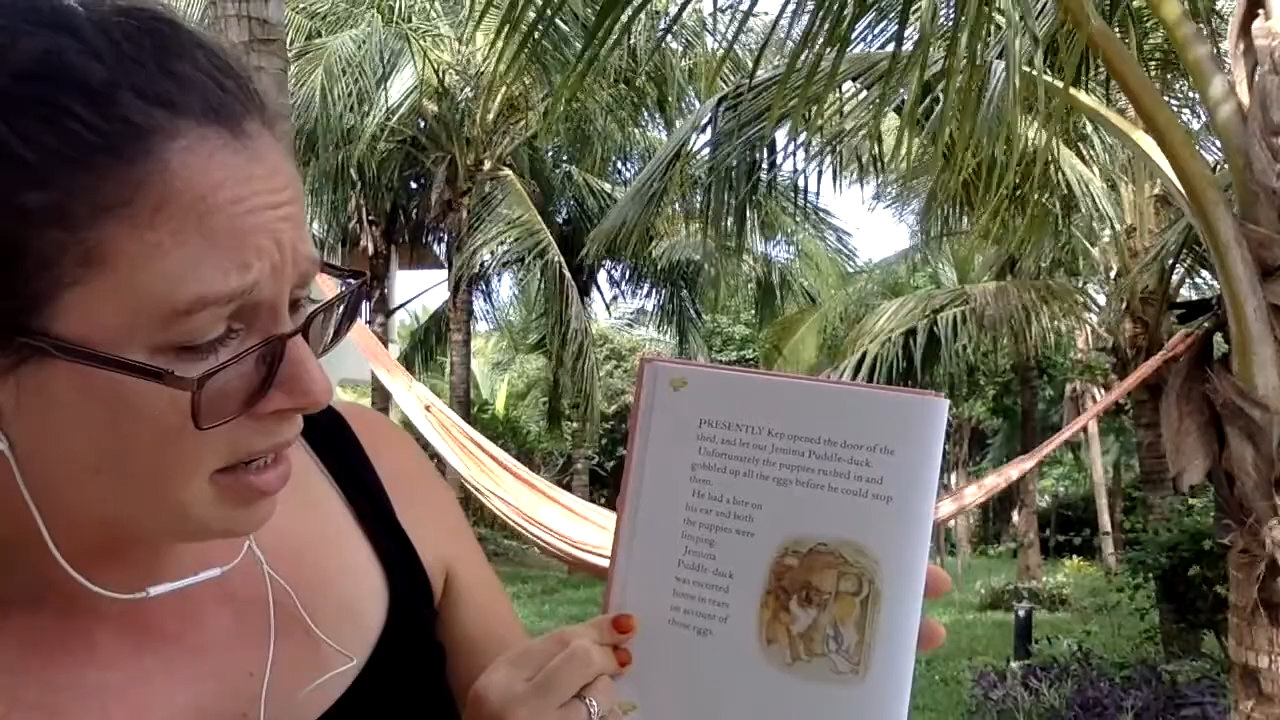 PRESENTLY Kep opened the door of the
shed, and let out Jemima Puddle-duck.
Unfortunately the puppies rushed in and
gobbled up all the eggs before he could stop
them.
He had a bite on
his ear and both
the puppies were
limping.
Jemima
Puddle-duck
was escorted
home in tears
on account of
those eggs.